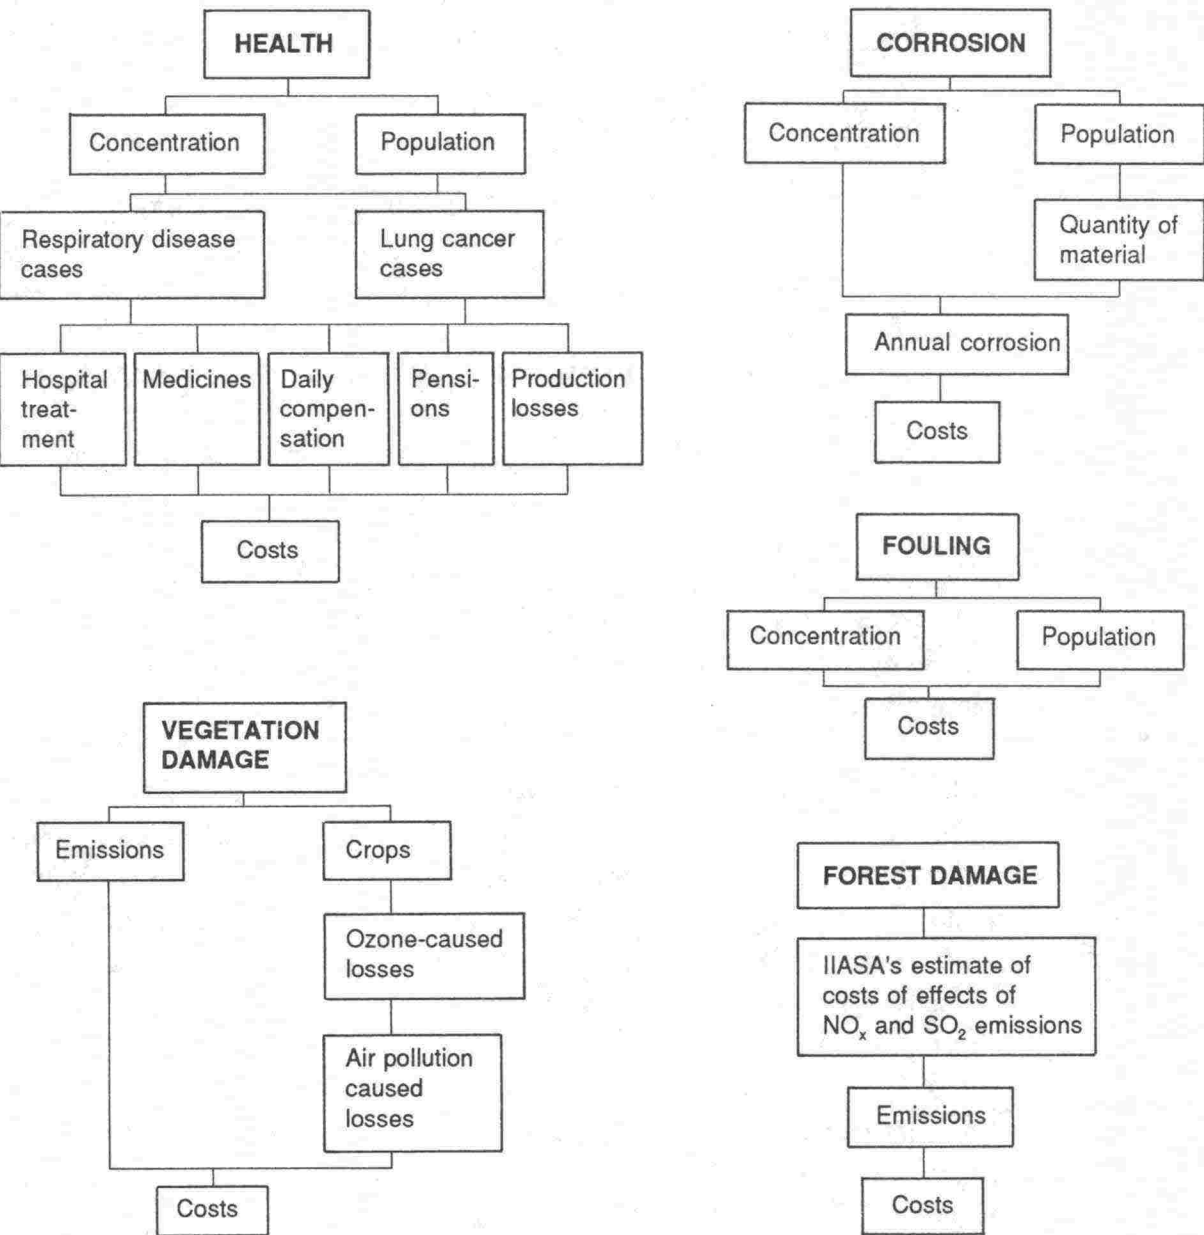 HEALTH
Concentration
Population
Respiratory disease
cases
Lung cancer
cases
Hospital
treat-
ment
Medicines
Daily
compen-
sation
Pensi-
ons
Production
losses
Costs
VEGETATION
DAMAGE
Emissions
Crops
Ozone-caused
losses
Air pollution
caused
losses
Costs
CORROSION
Concentration
Population
Quantity of
material
Annual corrosion
Costs
FOULING
Concentration
Population
Costs
FOREST DAMAGE
IIASA's estimate of
costs of effects of
NOₓ and SO₂ emissions
Emissions
Costs